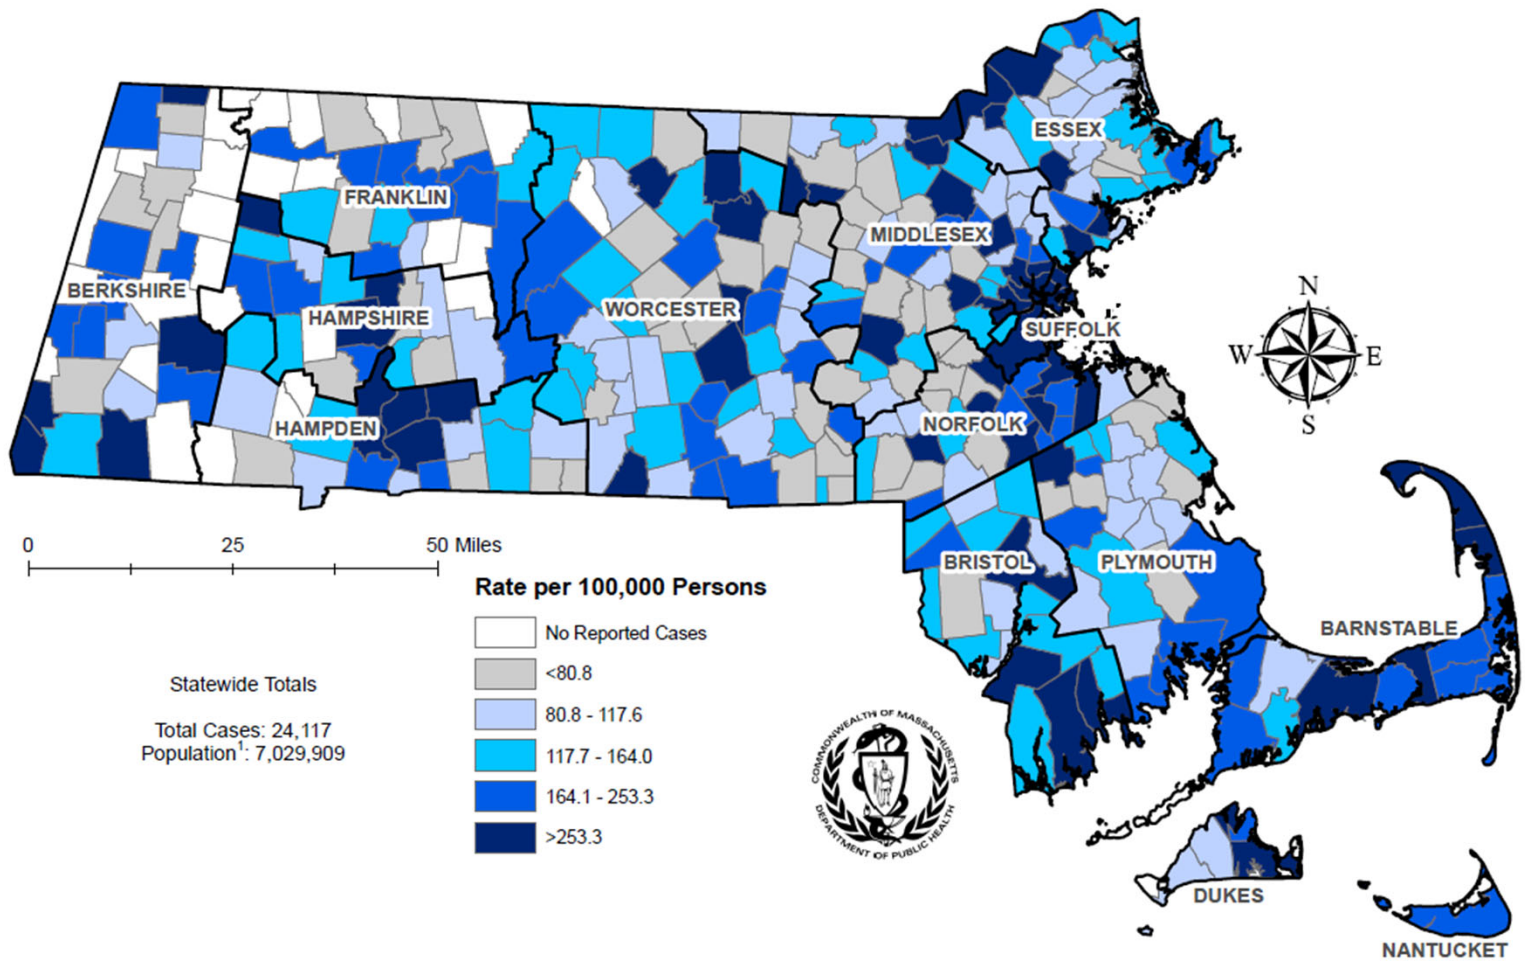 ESSEX
FRANKLIN
MIDDLESEX
BERKSHIRE
HAMPSHIRE
WORCESTER
SUFFOLK
HAMPDEN
NORFOLK
N
W E
S
0 25 50 Miles
BRISTOL
PLYMOUTH
BARNSTABLE
DUKES
NANTUCKET
Rate per 100,000 Persons
No Reported Cases
<80.8
80.8 - 117.6
117.7 - 164.0
164.1 - 253.3
>253.3
Statewide Totals
Total Cases: 24,117
Population¹: 7,029,909
COMMONWEALTH OF MASSACHUSETTS
DEPARTMENT OF PUBLIC HEALTH